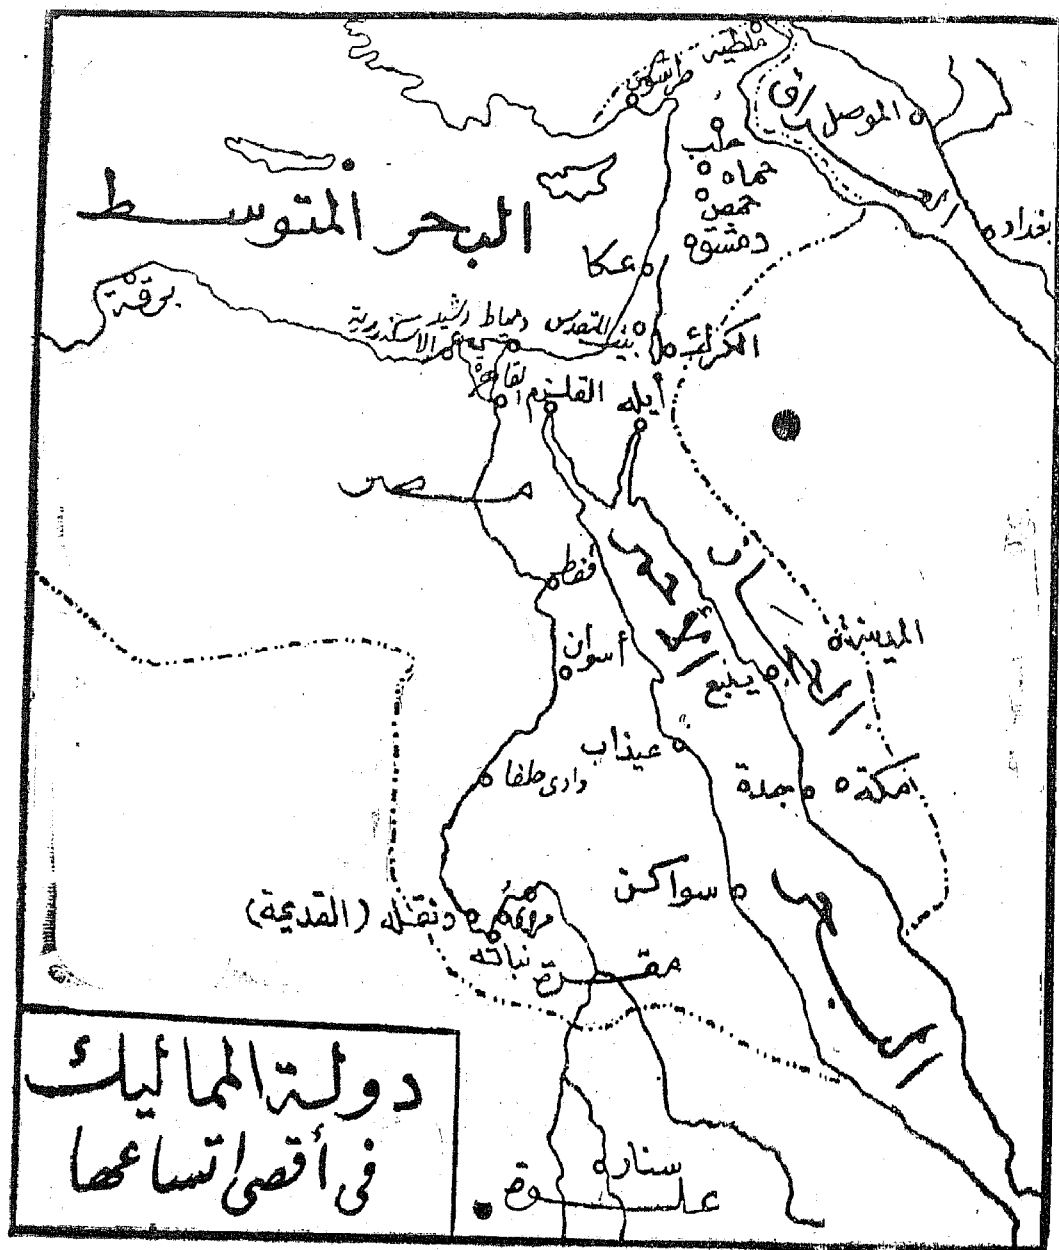 ملطية
طرسوس
الموصل
حلب
حماه
حمص
دمشق
بغداد
البحر المتوسط
عكا
برقة
بيت المقدس
دمياط
رشيد
الاسكندرية
الكرك
القاهرة
القلزم
أيله
مصر
البحر
الأحمر
المدينة
أسوان
ينبع
عيذاب
وادى حلفا
جدة
مكة
سواكن
دنقله (القديمة)
نباته
مقرة
سنار
علوة
دولة المماليك
فى أقصى اتساعها